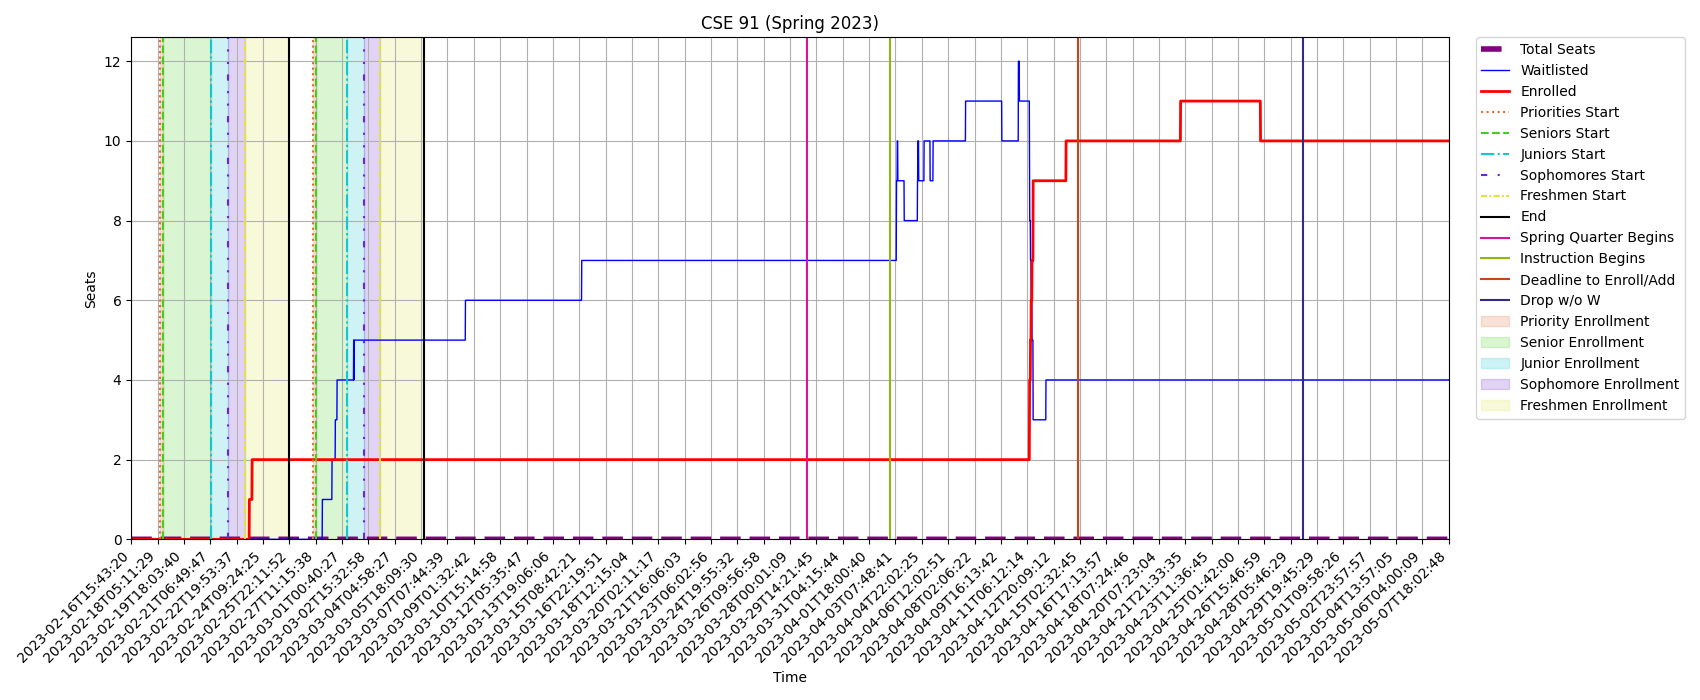 CSE 91 (Spring 2023)
Seats
12
10
8
6
4
2
0
Total Seats
Waitlisted
Enrolled
Priorities Start
Seniors Start
Juniors Start
Sophomores Start
Freshmen Start
End
Spring Quarter Begins
Instruction Begins
Deadline to Enroll/Add
Drop w/o W
Priority Enrollment
Senior Enrollment
Junior Enrollment
Sophomore Enrollment
Freshmen Enrollment
2023-02-16T15:43:20
2023-02-18T05:11:29
2023-02-19T18:03:40
2023-02-21T06:49:47
2023-02-22T19:53:37
2023-02-24T09:24:25
2023-02-25T22:11:52
2023-02-27T11:15:38
2023-03-01T00:40:27
2023-03-02T15:32:58
2023-03-04T04:58:27
2023-03-05T18:09:30
2023-03-07T07:44:39
2023-03-09T01:32:42
2023-03-10T15:14:58
2023-03-12T05:35:47
2023-03-13T19:06:06
2023-03-15T08:42:21
2023-03-16T22:19:51
2023-03-18T12:15:04
2023-03-20T02:11:17
2023-03-21T16:06:03
2023-03-23T06:02:56
2023-03-24T19:55:32
2023-03-26T09:56:58
2023-03-28T00:01:09
2023-03-29T14:21:45
2023-03-31T04:15:44
2023-04-01T18:00:40
2023-04-03T07:48:41
2023-04-04T22:02:25
2023-04-06T12:02:51
2023-04-08T02:06:22
2023-04-09T16:13:42
2023-04-11T06:12:14
2023-04-12T20:09:12
2023-04-15T02:32:45
2023-04-16T17:13:57
2023-04-18T07:24:46
2023-04-20T07:23:04
2023-04-21T21:33:35
2023-04-23T11:36:45
2023-04-25T01:42:00
2023-04-26T15:46:59
2023-04-28T05:46:29
2023-04-29T19:45:29
2023-05-01T09:58:26
2023-05-02T23:57:57
2023-05-04T13:57:05
2023-05-06T04:00:09
2023-05-07T18:02:48
Time